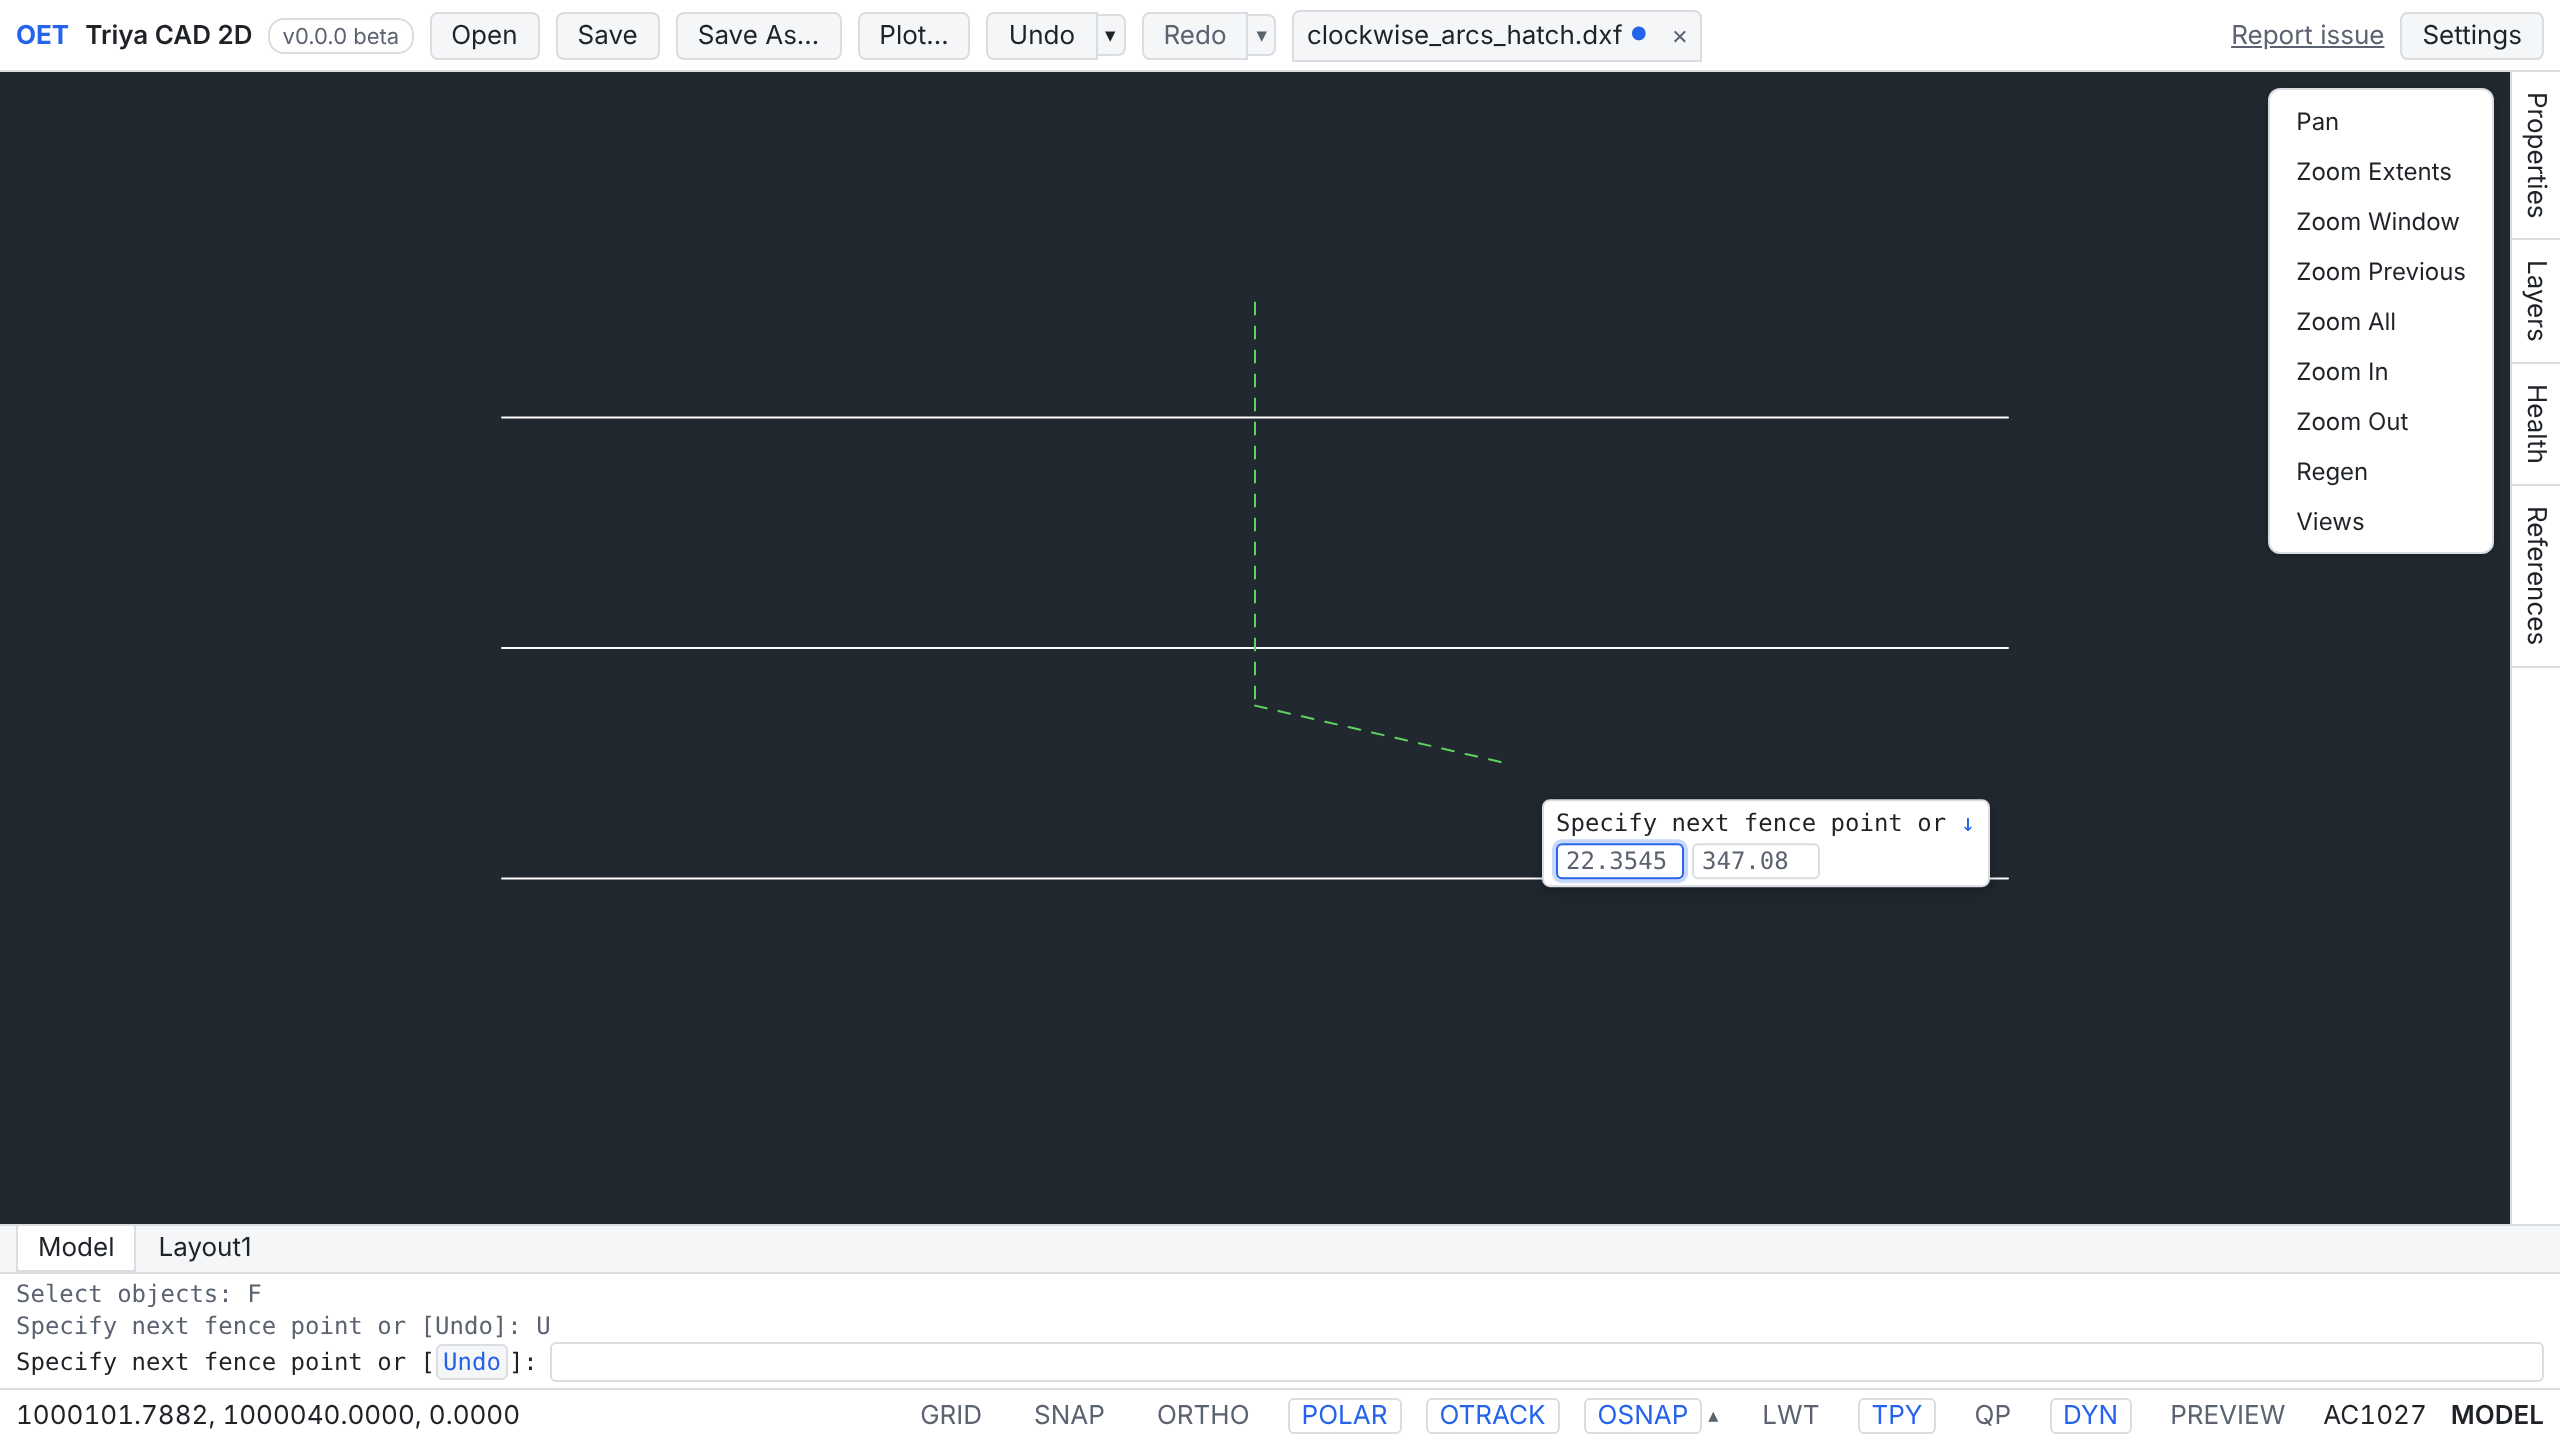 OET Triya CAD 2D v0.0.0 beta Open Save Save As... Plot... Undo ▾ Redo ▾ clockwise_arcs_hatch.dxf × Report issue Settings
Pan
Zoom Extents
Zoom Window
Zoom Previous
Zoom All
Zoom In
Zoom Out
Regen
Views
Properties
Layers
Health
References
Specify next fence point or ↓
22.3545 347.08
Model Layout1
Select objects: F
Specify next fence point or [Undo]: U
Specify next fence point or [Undo]:
1000101.7882, 1000040.0000, 0.0000 GRID SNAP ORTHO POLAR OTRACK OSNAP ▴ LWT TPY QP DYN PREVIEW AC1027 MODEL